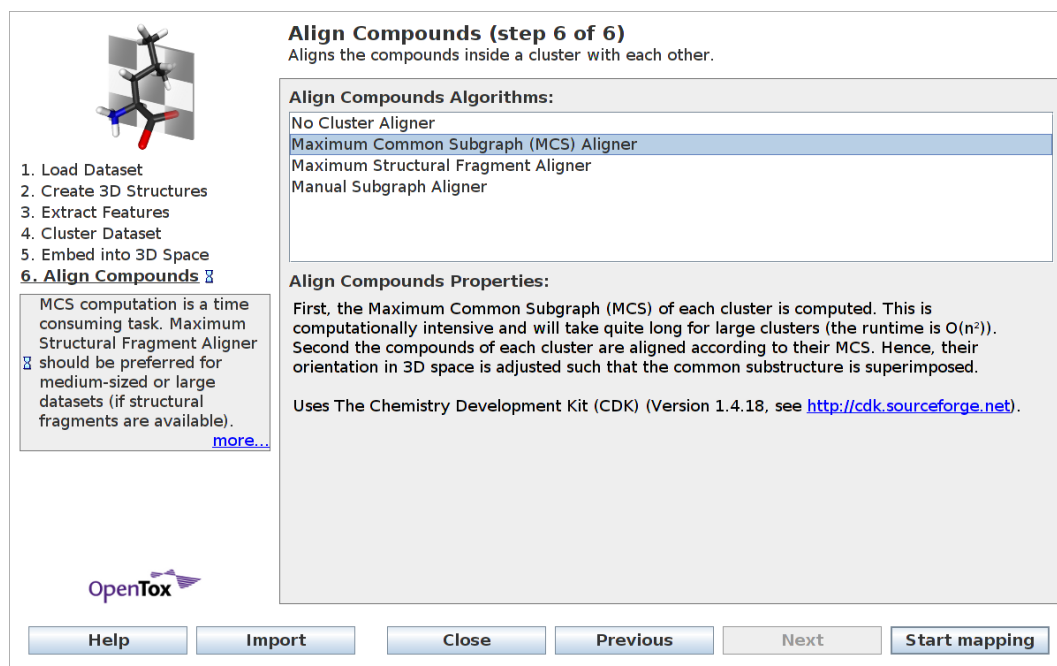 Align Compounds (step 6 of 6)
Aligns the compounds inside a cluster with each other.
1. Load Dataset
2. Create 3D Structures
3. Extract Features
4. Cluster Dataset
5. Embed into 3D Space
6. Align Compounds
MCS computation is a time
consuming task. Maximum
Structural Fragment Aligner
should be preferred for
medium-sized or large
datasets (if structural
fragments are available).
more...
OpenTox
Align Compounds Algorithms:
No Cluster Aligner
Maximum Common Subgraph (MCS) Aligner
Maximum Structural Fragment Aligner
Manual Subgraph Aligner
Align Compounds Properties:
First, the Maximum Common Subgraph (MCS) of each cluster is computed. This is
computationally intensive and will take quite long for large clusters (the runtime is O(n²)).
Second the compounds of each cluster are aligned according to their MCS. Hence, their
orientation in 3D space is adjusted such that the common substructure is superimposed.
Uses The Chemistry Development Kit (CDK) (Version 1.4.18, see http://cdk.sourceforge.net).
Help Import Close Previous Next Start mapping